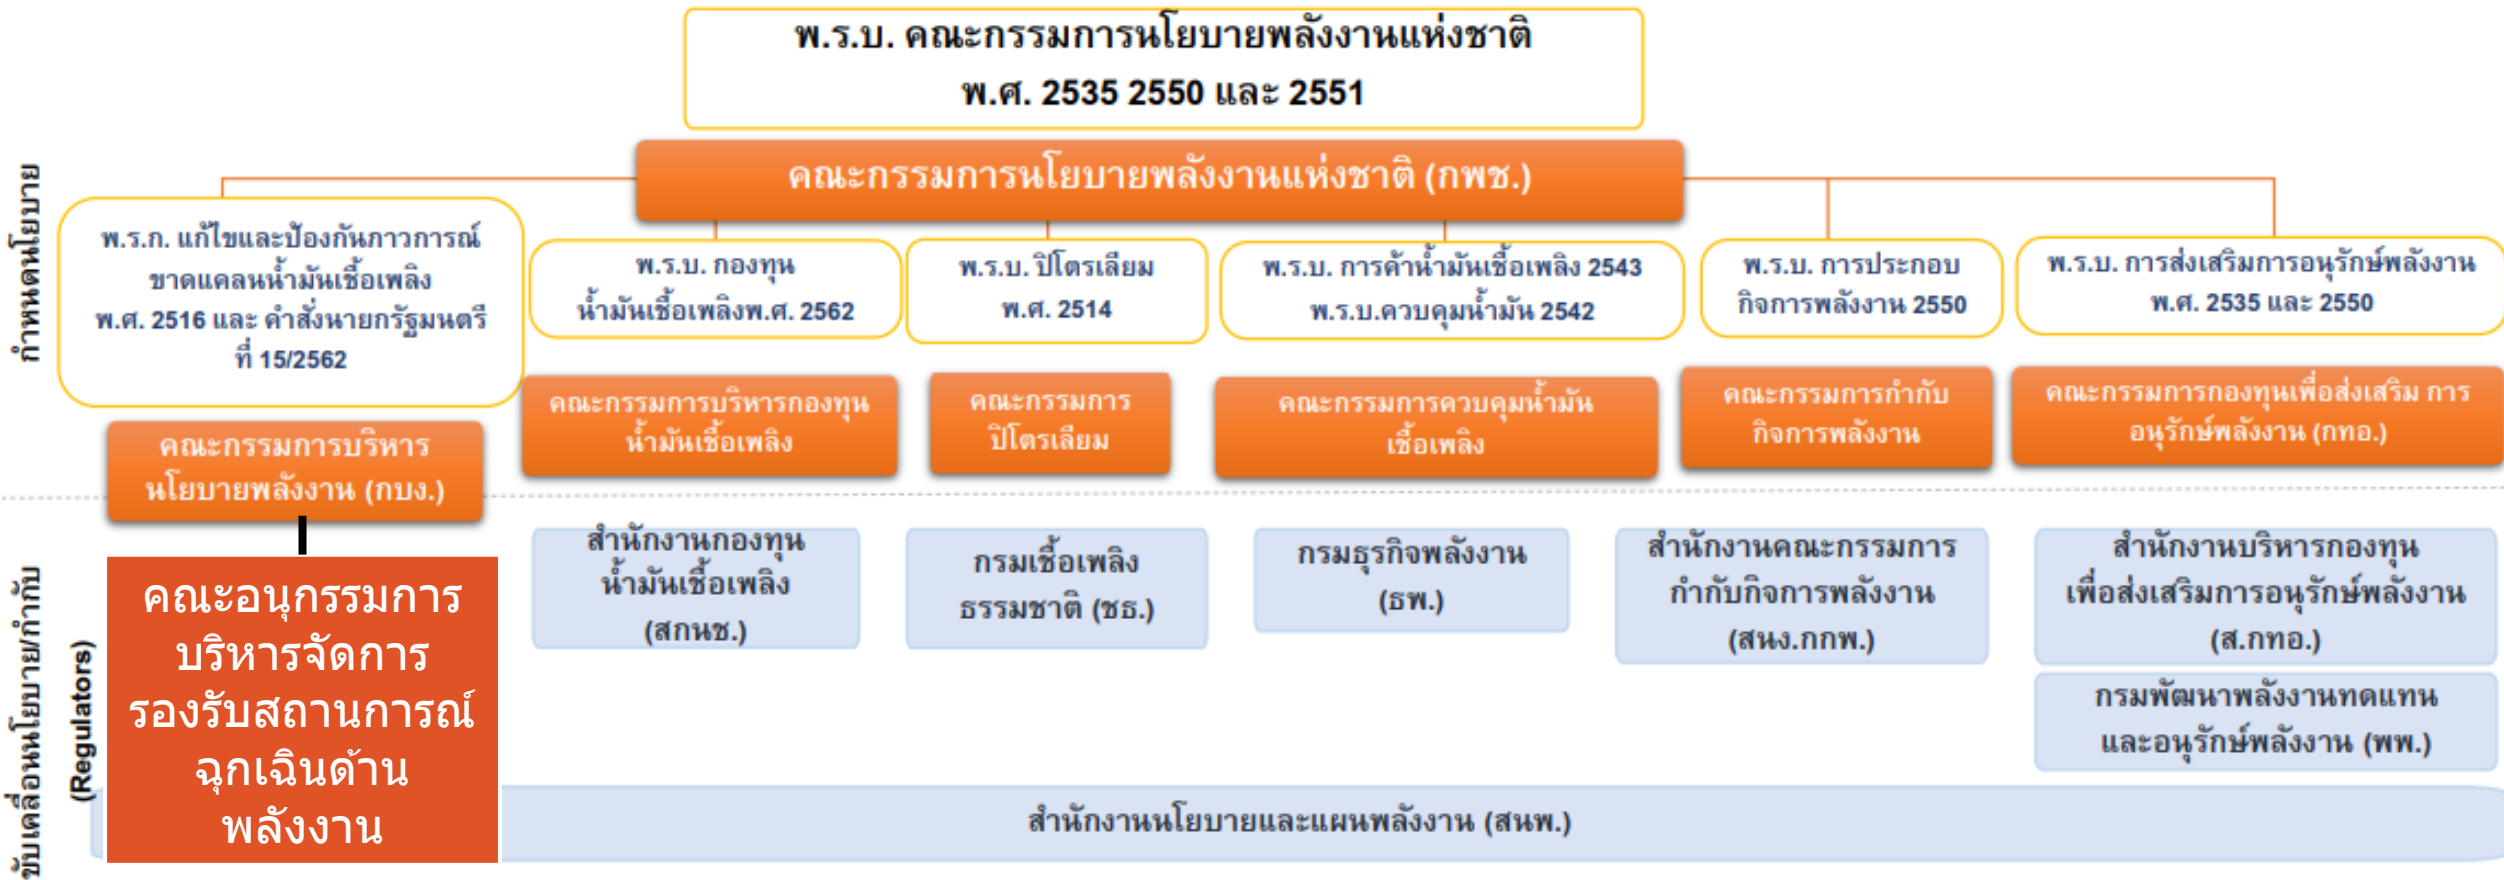 พ.ร.บ. คณะกรรมการนโยบายพลังงานแห่งชาติ
พ.ศ. 2535 2550 และ 2551
กำหนดนโยบาย
คณะกรรมการนโยบายพลังงานแห่งชาติ (กพช.)
พ.ร.ก. แก้ไขและป้องกันภาวการณ์
ขาดแคลนน้ำมันเชื้อเพลิง
พ.ศ. 2516 และ คำสั่งนายกรัฐมนตรี
ที่ 15/2562
พ.ร.บ. กองทุน
น้ำมันเชื้อเพลิงพ.ศ. 2562
พ.ร.บ. ปิโตรเลียม
พ.ศ. 2514
พ.ร.บ. การค้าน้ำมันเชื้อเพลิง 2543
พ.ร.บ.ควบคุมน้ำมัน 2542
พ.ร.บ. การประกอบ
กิจการพลังงาน 2550
พ.ร.บ. การส่งเสริมการอนุรักษ์พลังงาน
พ.ศ. 2535 และ 2550
คณะกรรมการบริหาร
นโยบายพลังงาน (กบง.)
คณะกรรมการบริหารกองทุน
น้ำมันเชื้อเพลิง
คณะกรรมการ
ปิโตรเลียม
คณะกรรมการควบคุมน้ำมัน
เชื้อเพลิง
คณะกรรมการกำกับ
กิจการพลังงาน
คณะกรรมการกองทุนเพื่อส่งเสริม การ
อนุรักษ์พลังงาน (กทอ.)
ขับเคลื่อนนโยบาย/กำกับ
(Regulators)
คณะอนุกรรมการ
บริหารจัดการ
รองรับสถานการณ์
ฉุกเฉินด้าน
พลังงาน
สำนักงานกองทุน
น้ำมันเชื้อเพลิง
(สกนช.)
กรมเชื้อเพลิง
ธรรมชาติ (ชธ.)
กรมธุรกิจพลังงาน
(ธพ.)
สำนักงานคณะกรรมการ
กำกับกิจการพลังงาน
(สนง.กกพ.)
สำนักงานบริหารกองทุน
เพื่อส่งเสริมการอนุรักษ์พลังงาน
(ส.กทอ.)
กรมพัฒนาพลังงานทดแทน
และอนุรักษ์พลังงาน (พพ.)
สำนักงานนโยบายและแผนพลังงาน (สนพ.)